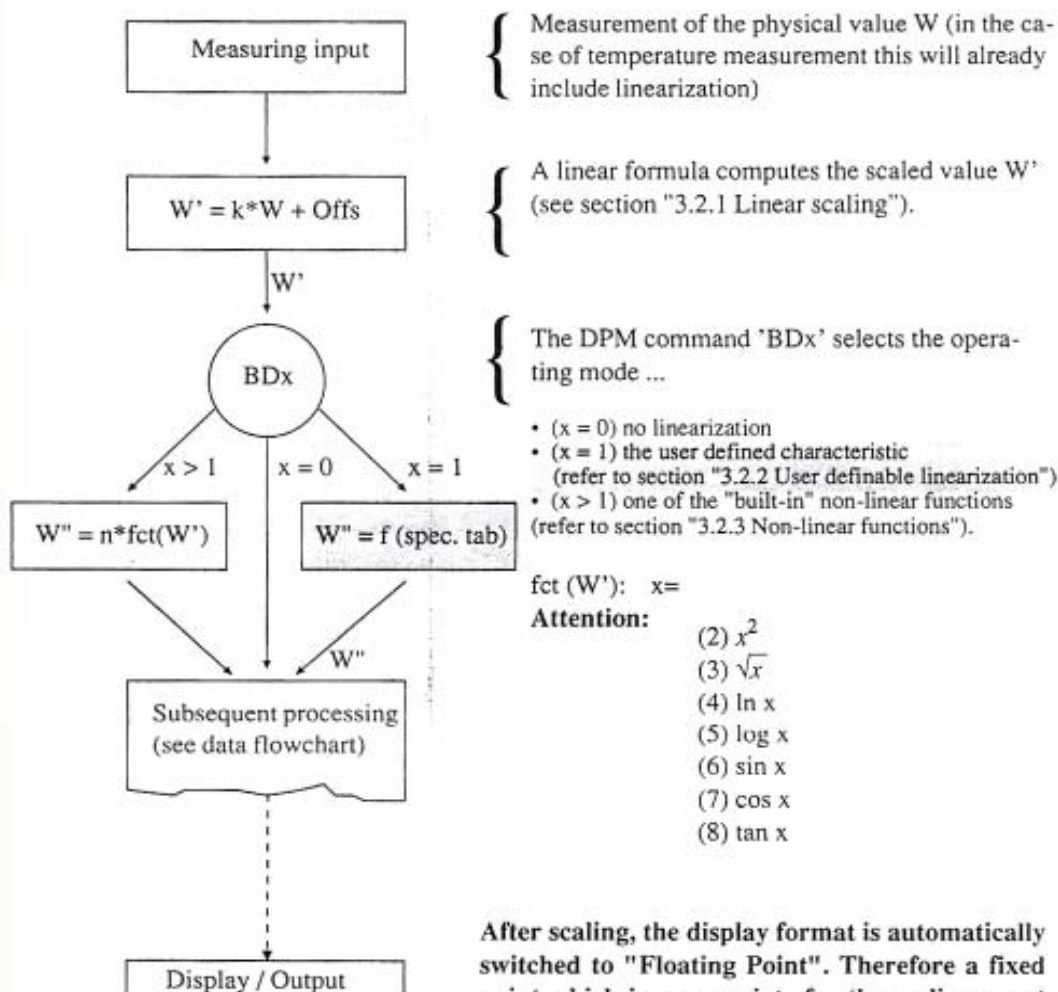 Measuring input
Measurement of the physical value W (in the ca-
se of temperature measurement this will already
include linearization)
W' = k*W + Offs
A linear formula computes the scaled value W'
(see section "3.2.1 Linear scaling").
W'
BDx
The DPM command 'BDx' selects the opera-
ting mode ...
• (x = 0) no linearization
• (x = 1) the user defined characteristic
(refer to section "3.2.2 User definable linearization")
• (x > 1) one of the "built-in" non-linear functions
(refer to section "3.2.3 Non-linear functions").
x > 1
x = 0
x = 1
W" = n*fct(W')
W" = f (spec. tab)
W"
fct (W'): x=
Attention:
(2) x²
(3) √x
(4) ln x
(5) log x
(6) sin x
(7) cos x
(8) tan x
Subsequent processing
(see data flowchart)
Display / Output
After scaling, the display format is automatically
switched to "Floating Point". Therefore a fixed